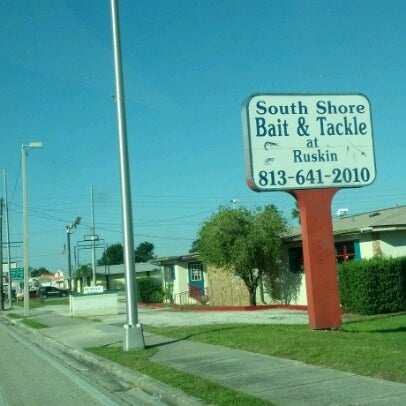 South Shore
Bait & Tackle
at
Ruskin
813-641-2010